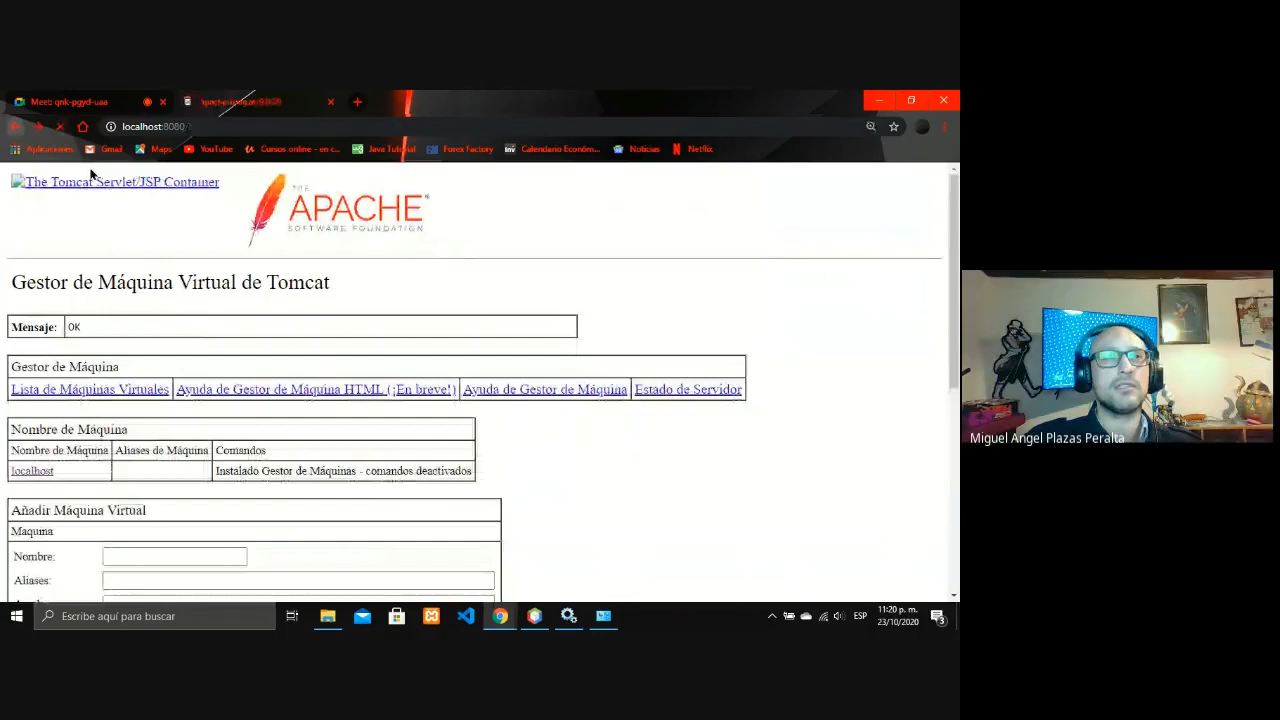 Meet: qnk-pgyd-uaa
localhost:8080/
Aplicaciones Gmail Maps YouTube Cursos online - en c... Java Tutorial Forex Factory Inv Calendario Económ... Noticias Netflix
The Tomcat Servlet/JSP Container
THE
APACHE®
SOFTWARE FOUNDATION
Gestor de Máquina Virtual de Tomcat
Mensaje: OK
Gestor de Máquina
Lista de Máquinas Virtuales Ayuda de Gestor de Máquina HTML (¡En breve!) Ayuda de Gestor de Máquina Estado de Servidor
Nombre de Máquina
Nombre de Máquina Aliases de Máquina Comandos
localhost Instalado Gestor de Máquinas - comandos deactivados
Añadir Máquina Virtual
Maquina
Nombre:
Aliases:
Escribe aquí para buscar
ESP
11:20 p. m.
23/10/2020
3
Miguel Angel Plazas Peralta